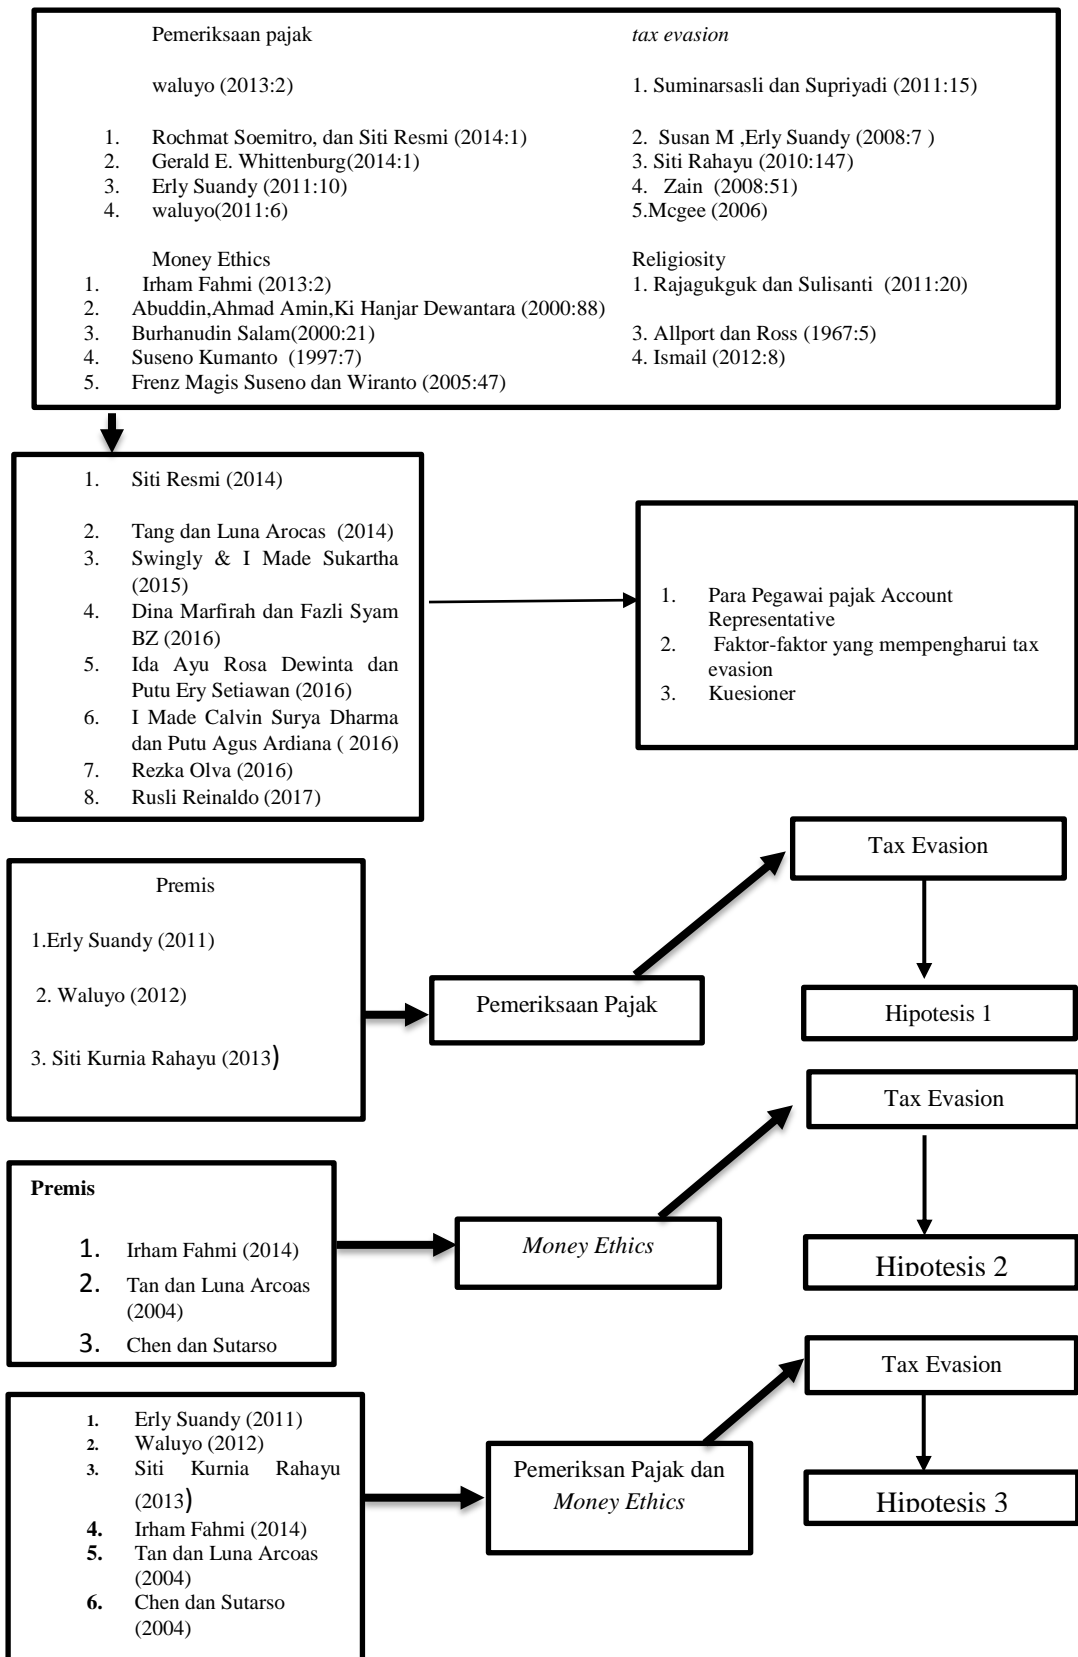 Pemeriksaan pajak
waluyo (2013:2)
1. Rochmat Soemitro, dan Siti Resmi (2014:1)
2. Gerald E. Whittenburg(2014:1)
3. Erly Suandy (2011:10)
4. waluyo(2011:6)
tax evasion
1. Suminarsasli dan Supriyadi (2011:15)
2. Susan M ,Erly Suandy (2008:7 )
3. Siti Rahayu (2010:147)
4. Zain (2008:51)
5.Mcgee (2006)
Money Ethics
1. Irham Fahmi (2013:2)
2. Abuddin,Ahmad Amin,Ki Hanjar Dewantara (2000:88)
3. Burhanudin Salam(2000:21)
4. Suseno Kumanto (1997:7)
5. Frenz Magis Suseno dan Wiranto (2005:47)
Religiosity
1. Rajagukguk dan Sulisanti (2011:20)
3. Allport dan Ross (1967:5)
4. Ismail (2012:8)
1. Siti Resmi (2014)
2. Tang dan Luna Arocas (2014)
3. Swingly & I Made Sukartha
(2015)
4. Dina Marfirah dan Fazli Syam
BZ (2016)
5. Ida Ayu Rosa Dewinta dan
Putu Ery Setiawan (2016)
6. I Made Calvin Surya Dharma
dan Putu Agus Ardiana ( 2016)
7. Rezka Olva (2016)
8. Rusli Reinaldo (2017)
1. Para Pegawai pajak Account
Representative
2. Faktor-faktor yang mempengharui tax
evasion
3. Kuesioner
Premis
1.Erly Suandy (2011)
2. Waluyo (2012)
3. Siti Kurnia Rahayu (2013)
Pemeriksaan Pajak
Tax Evasion
Hipotesis 1
Premis
1. Irham Fahmi (2014)
2. Tan dan Luna Arcoas
(2004)
3. Chen dan Sutarso
Money Ethics
Tax Evasion
Hipotesis 2
1. Erly Suandy (2011)
2. Waluyo (2012)
3. Siti Kurnia Rahayu
(2013)
4. Irham Fahmi (2014)
5. Tan dan Luna Arcoas
(2004)
6. Chen dan Sutarso
(2004)
Pemeriksan Pajak dan
Money Ethics
Tax Evasion
Hipotesis 3